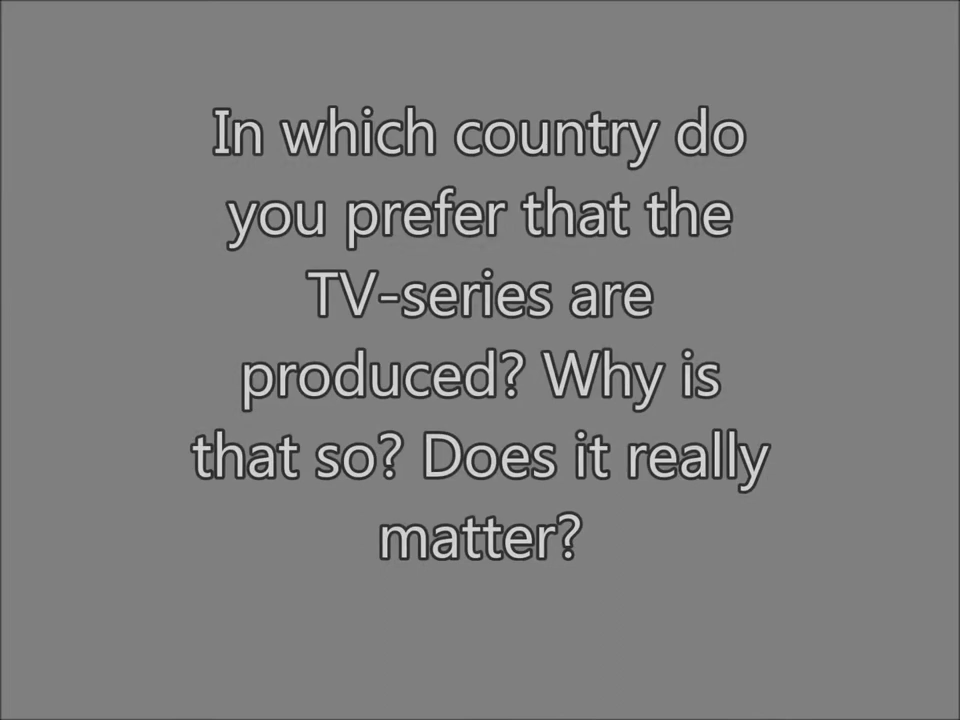 In which country do
you prefer that the
TV-series are
produced? Why is
that so? Does it really
matter?